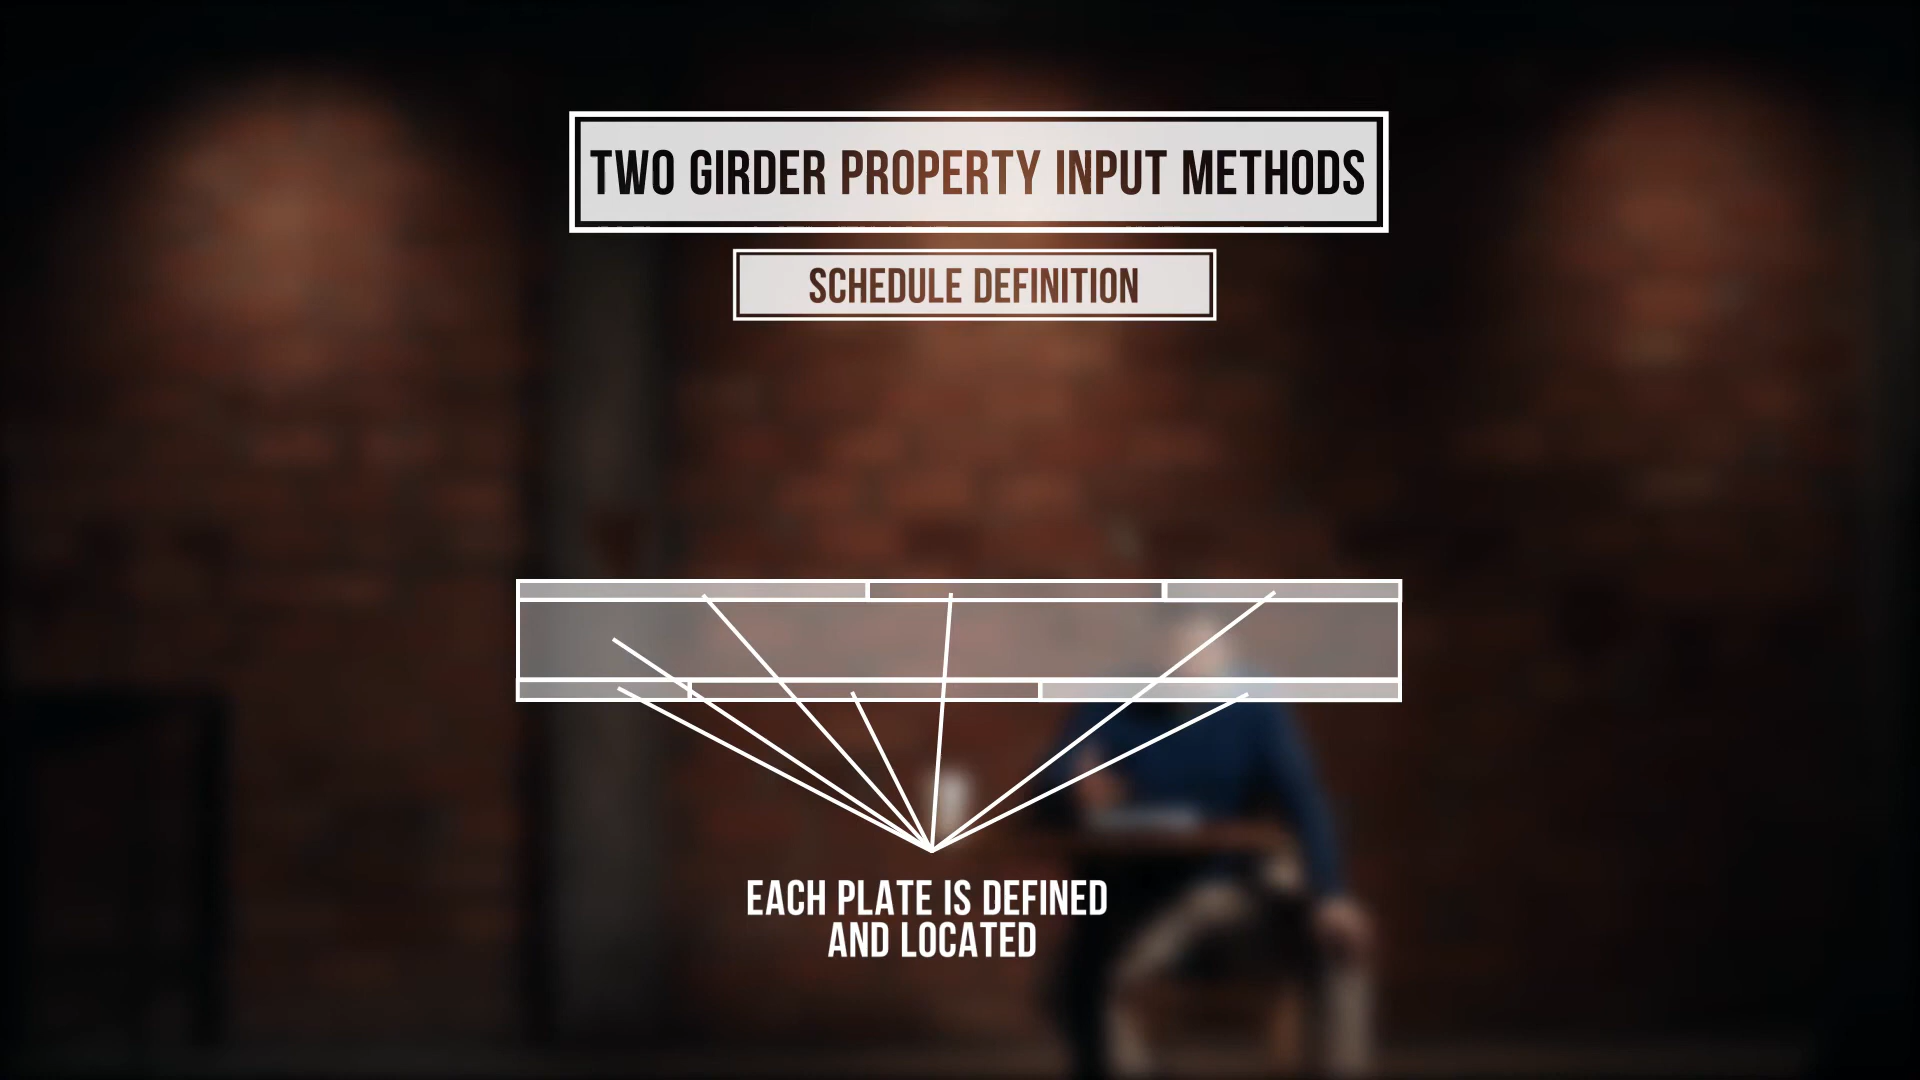 TWO GIRDER PROPERTY INPUT METHODS
SCHEDULE DEFINITION
EACH PLATE IS DEFINED
AND LOCATED